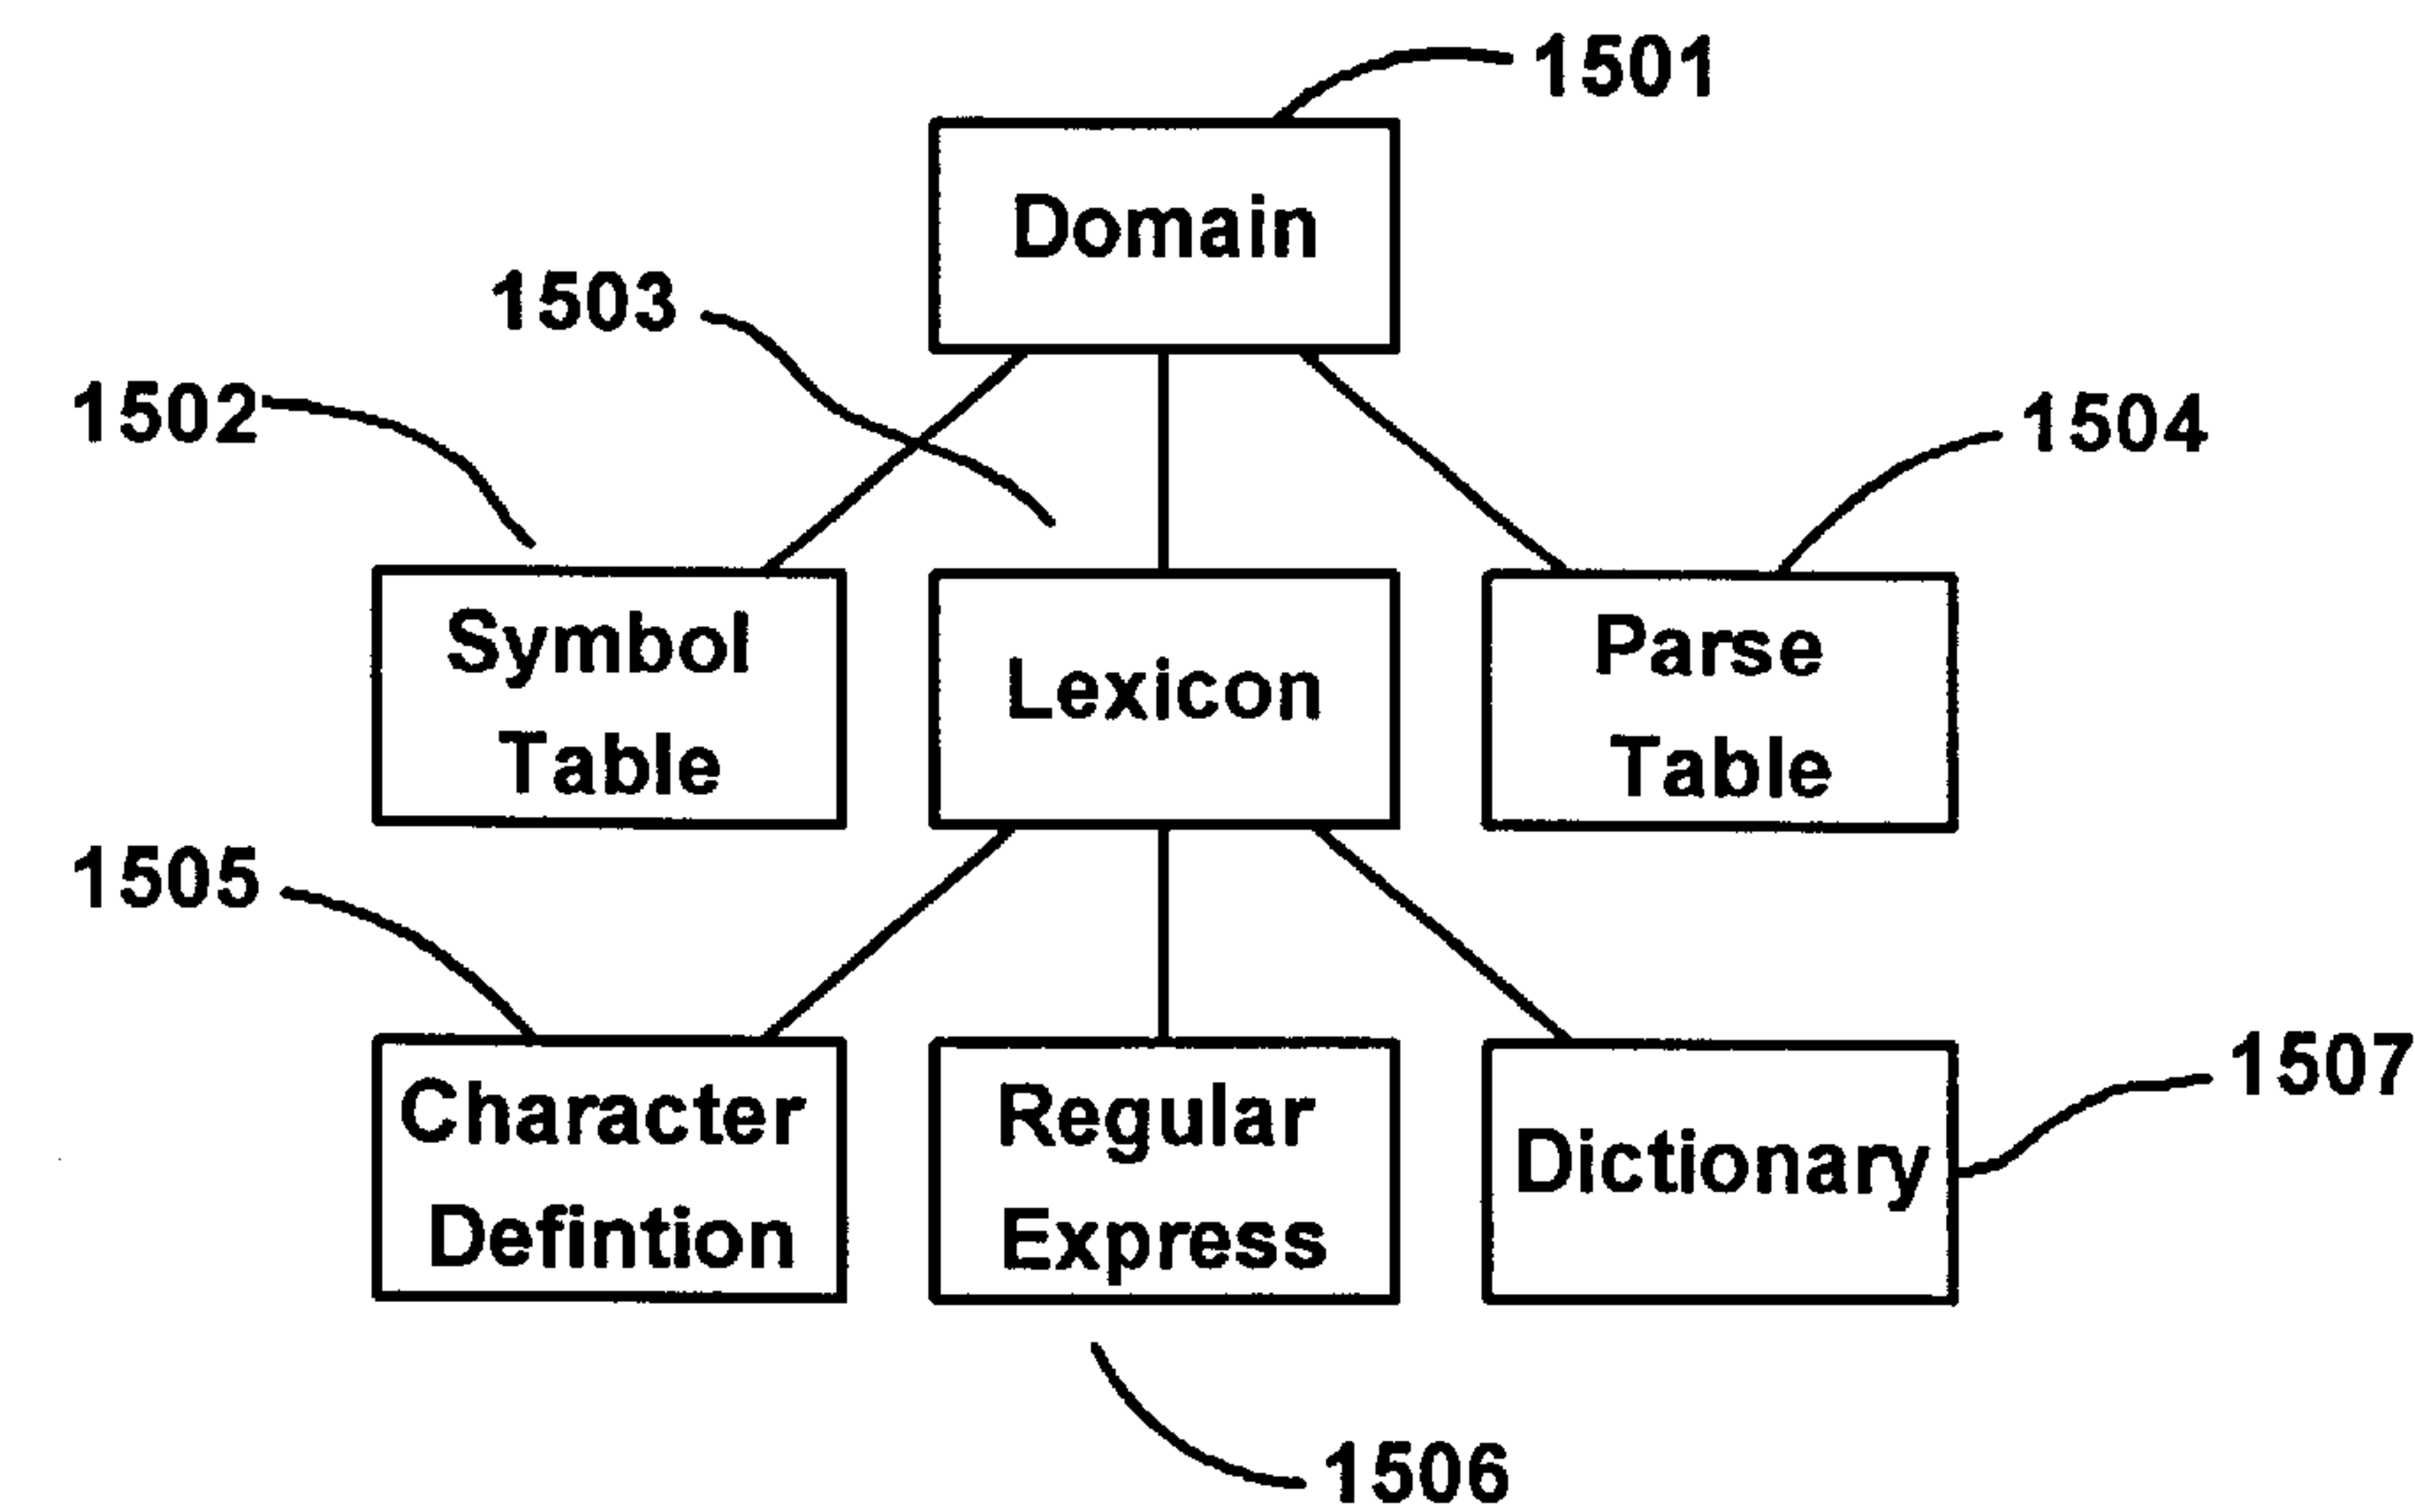 1501
Domain
1503
1502
1504
Symbol
Table
Lexicon
Parse
Table
1505
Character
Defintion
Regular
Express
Dictionary
1507
1506